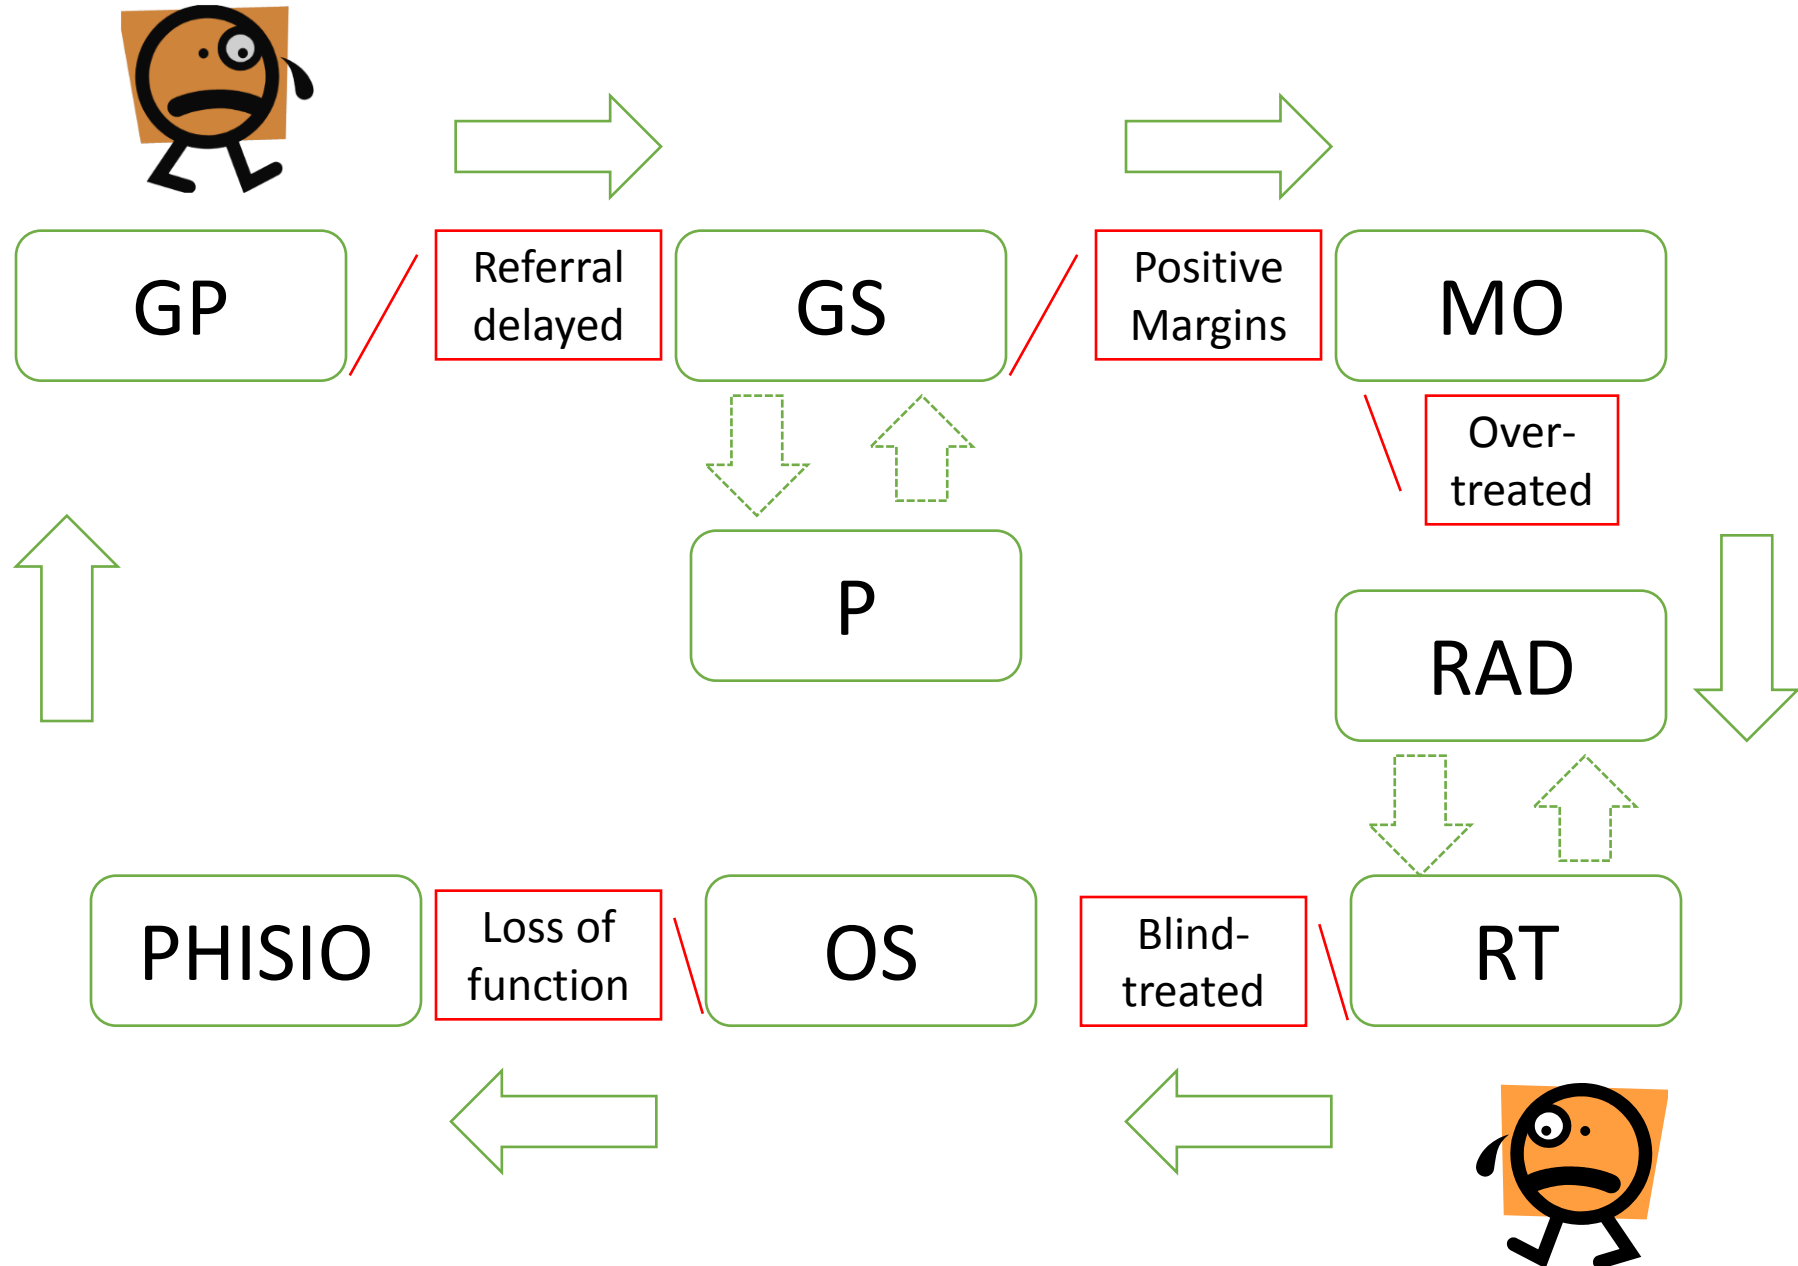 GP
Referral
delayed
GS
Positive
Margins
MO
Over-
treated
P
RAD
PHISIO
Loss of
function
OS
Blind-
treated
RT